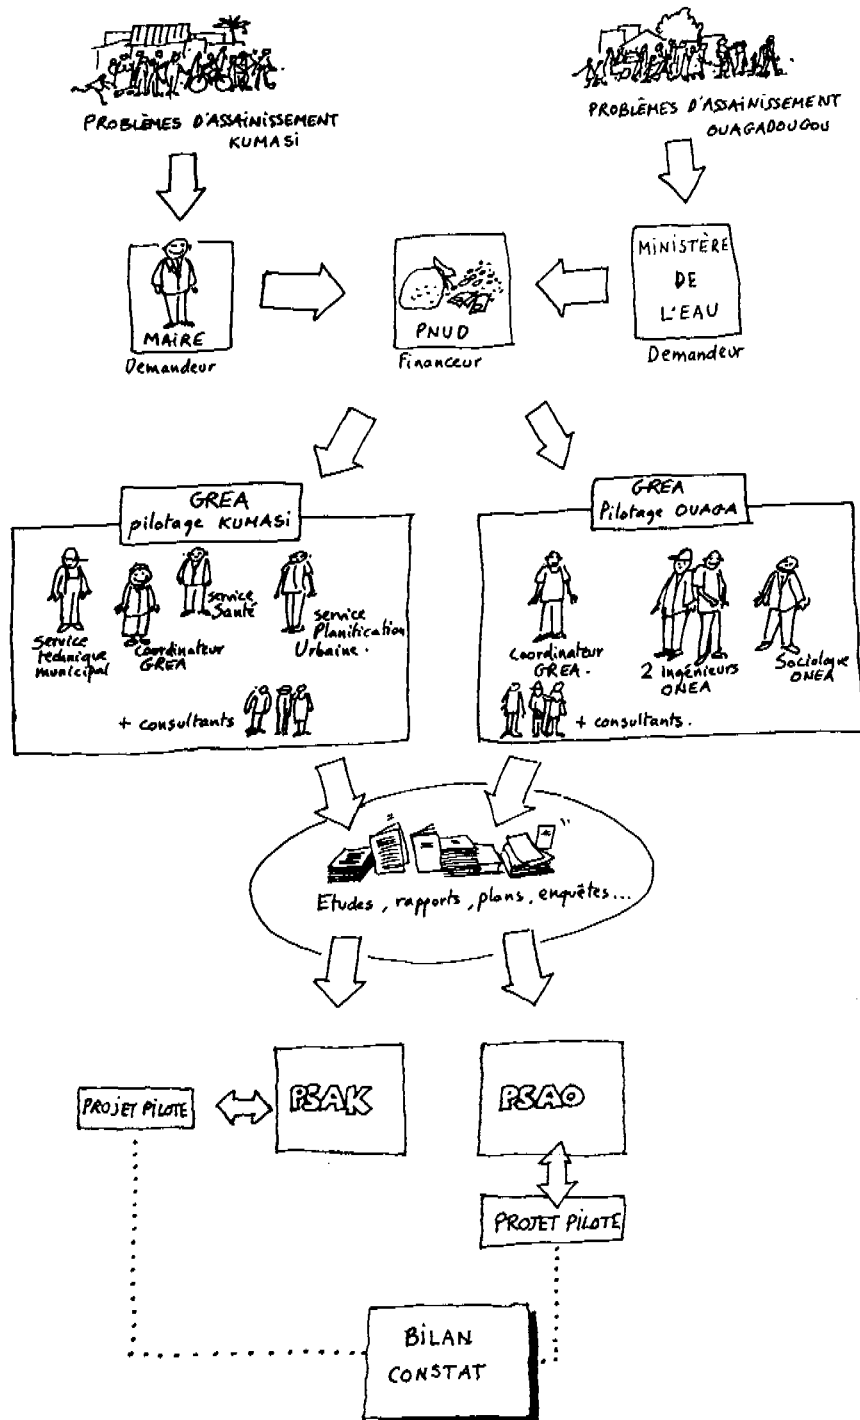 PROBLÈMES D'ASSAINISSEMENT
KUMASI
PROBLÈMES D'ASSAINISSEMENT
OUAGADOUGOU
MAIRE
Demandeur
PNUD
Financeur
MINISTÈRE
DE
L'EAU
Demandeur
GREA
pilotage KUMASI
service
technique
municipal
Coordinateur
GREA
service
Santé
service
Planification
Urbaine.
+ consultants
GREA
Pilotage OUAGA
Coordinateur
GREA.
2 Ingénieurs
ONEA
Sociologue
ONEA
+ consultants.
Etudes, rapports, plans, enquêtes...
PSAK
PROJET PILOTE
PSAO
PROJET PILOTE
BILAN
CONSTAT